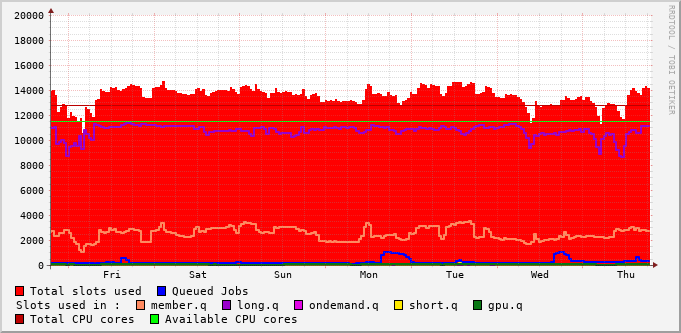 20000
18000
16000
14000
12000
10000
8000
6000
4000
2000
0
Fri Sat Sun Mon Tue Wed Thu
RRDTOOL / TOBI OETIKER
Total slots used Queued Jobs
Slots used in : member.q long.q ondemand.q short.q gpu.q
Total CPU cores Available CPU cores